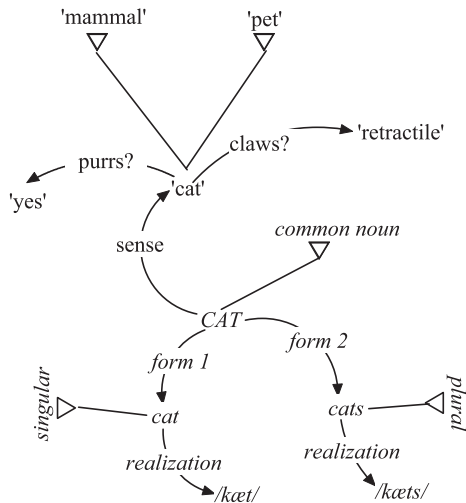 'mammal'
'pet'
claws?
'retractile'
purrs?
'cat'
'yes'
sense
common noun
CAT
form 2
form 1
singular
cat
cats
plural
realization
realization
/kæt/
/kæts/